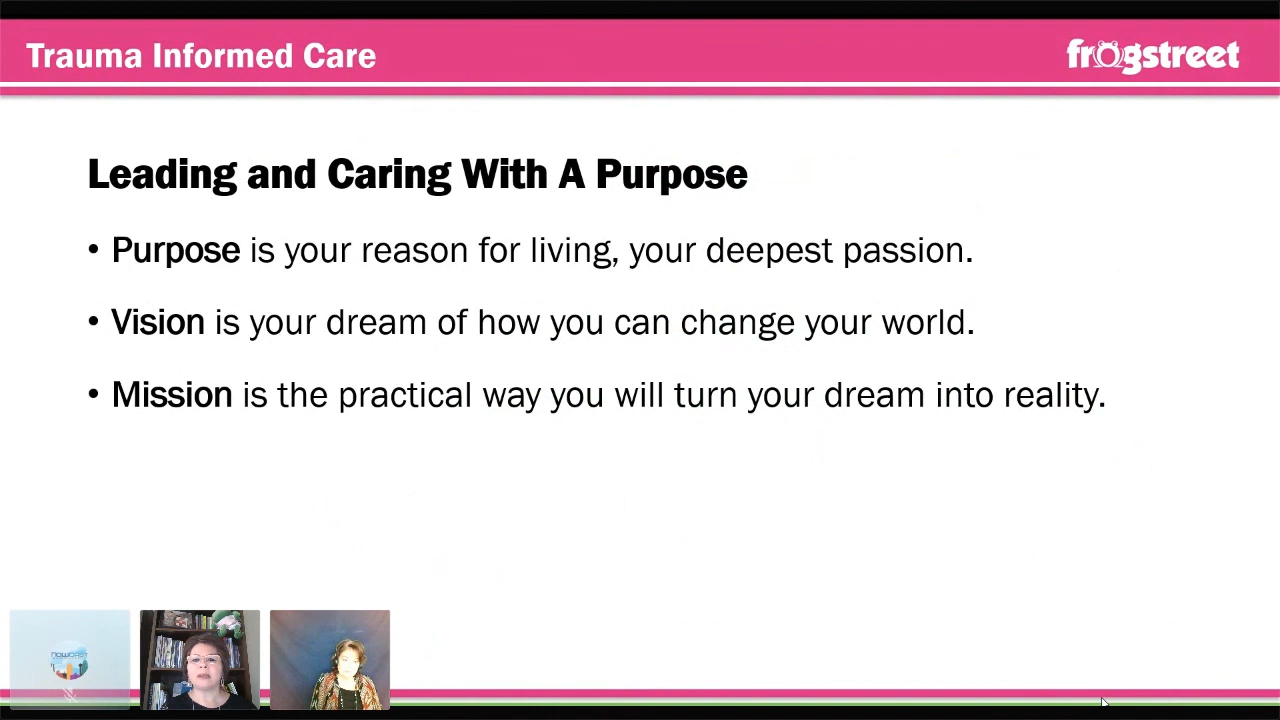 Trauma Informed Care
frogstreet
Leading and Caring With A Purpose
• Purpose is your reason for living, your deepest passion.
• Vision is your dream of how you can change your world.
• Mission is the practical way you will turn your dream into reality.